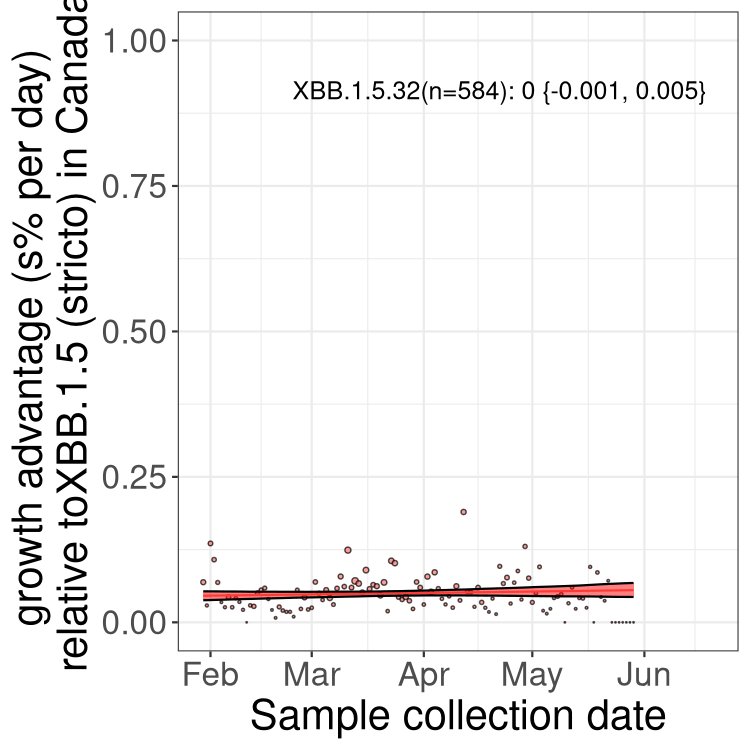 growth advantage (s% per day)
relative toXBB.1.5 (stricto) in Canada
1.00
0.75
0.50
0.25
0.00
XBB.1.5.32(n=584): 0 {-0.001, 0.005}
Feb Mar Apr May Jun
Sample collection date